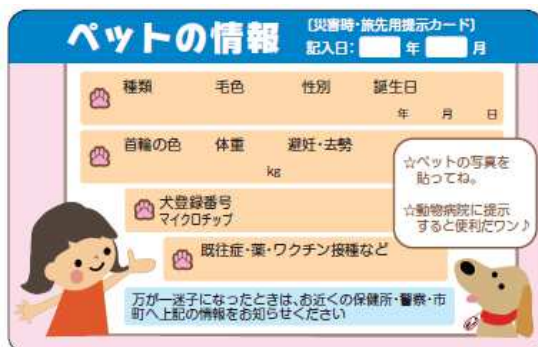 ペットの情報
［災害時・旅先用提示カード］
記入日： 年 月
種類 毛色 性別 誕生日
年 月 日
首輪の色 体重 避妊・去勢
kg
☆ペットの写真を
貼ってね。
☆動物病院に提示
すると便利だワン♪
犬登録番号
マイクロチップ
既往症・薬・ワクチン接種など
万が一迷子になったときは、お近くの保健所・警察・市
町へ上記の情報をお知らせください